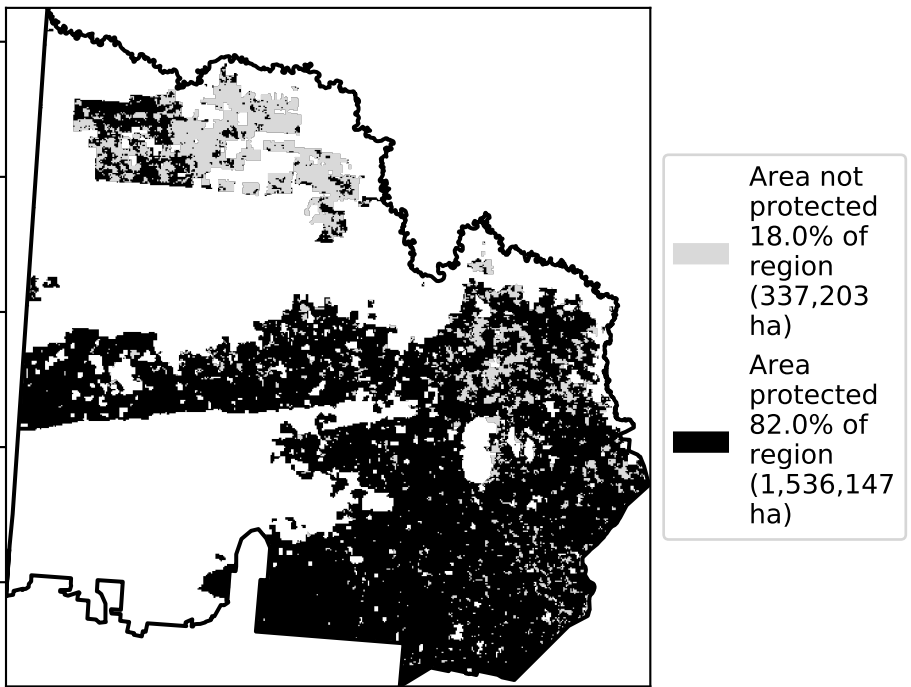 Area not
protected
18.0% of
region
(337,203
ha)
Area
protected
82.0% of
region
(1,536,147
ha)